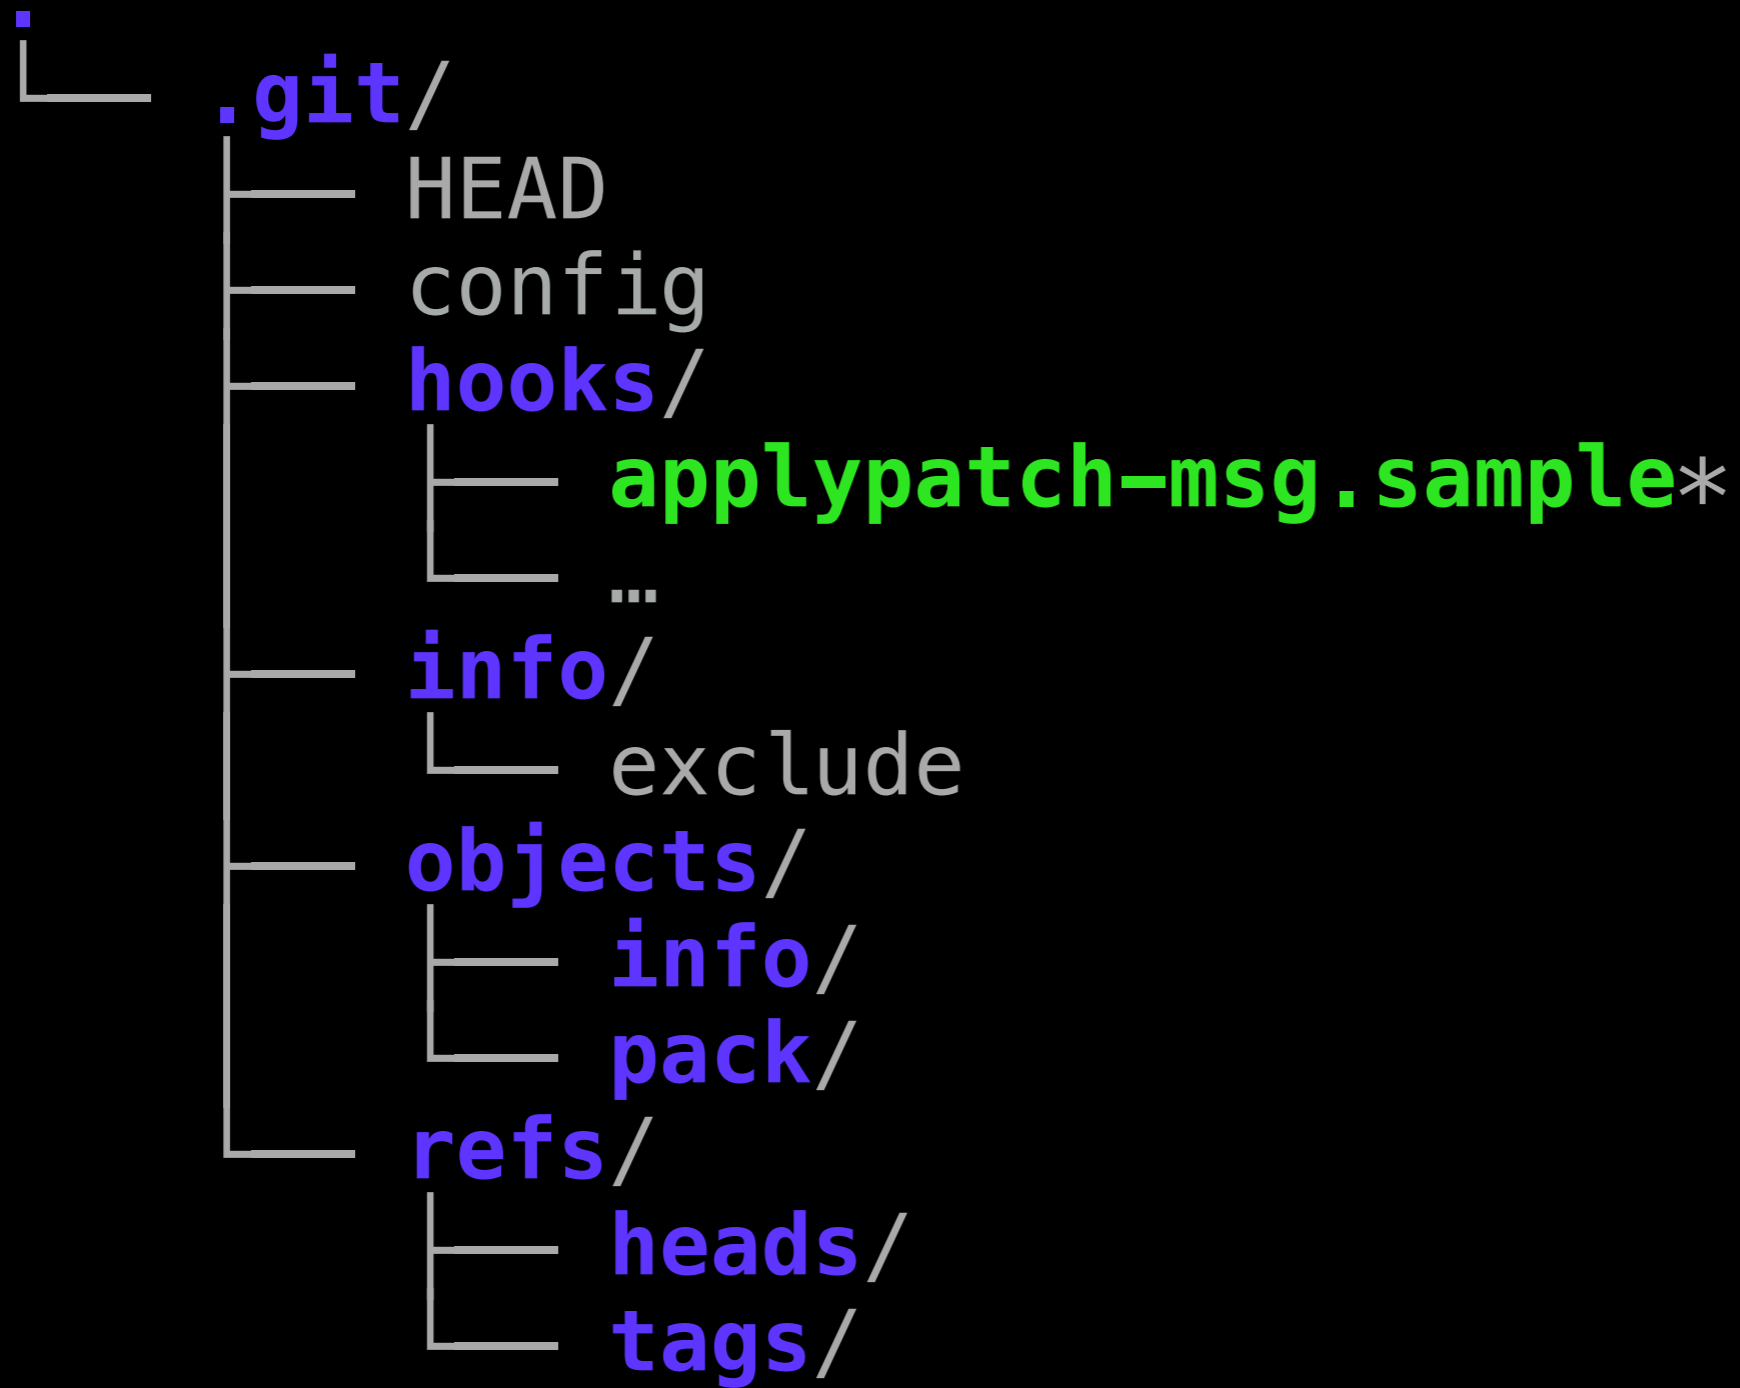 .
└── .git/
    ├── HEAD
    ├── config
    ├── hooks/
    │   ├── applypatch-msg.sample*
    │   └── …
    ├── info/
    │   └── exclude
    ├── objects/
    │   ├── info/
    │   └── pack/
    └── refs/
        ├── heads/
        └── tags/